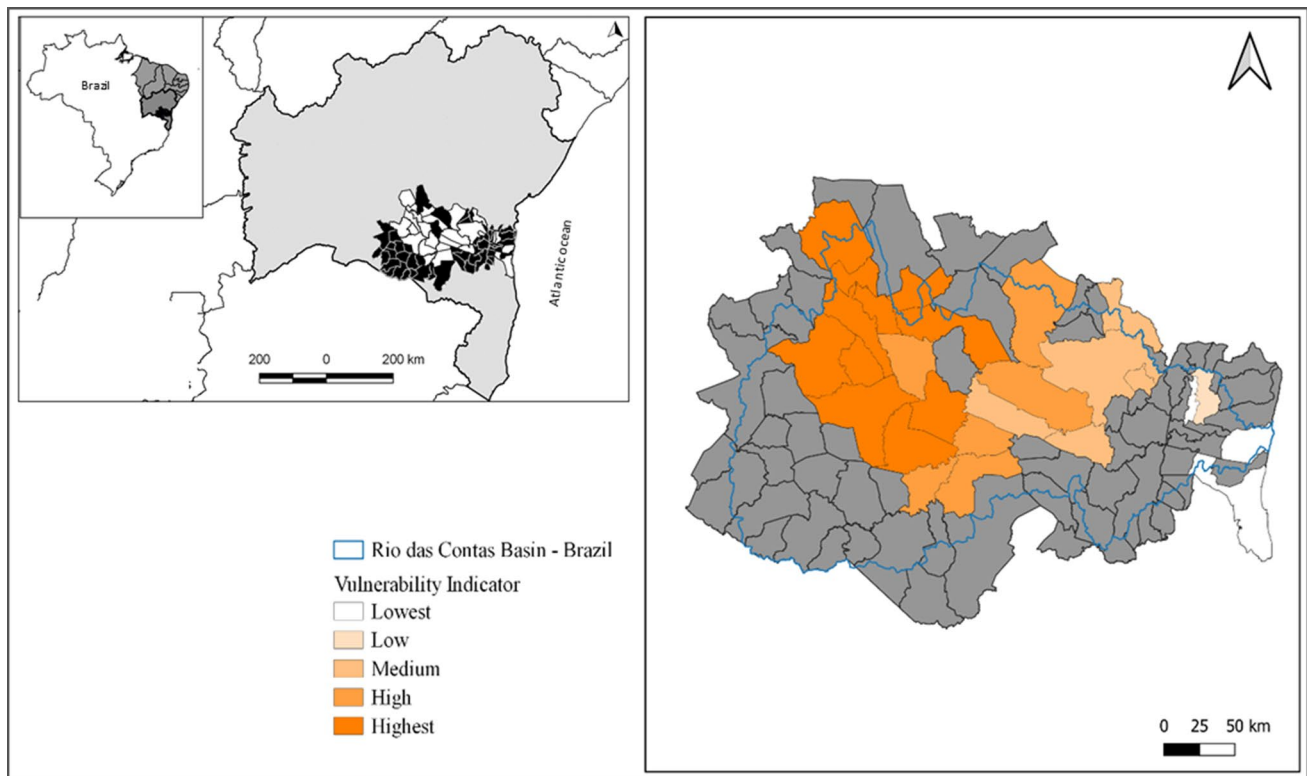 Brazil
Atlantic ocean
200 0 200 km
Rio das Contas Basin - Brazil
Vulnerability Indicator
Lowest
Low
Medium
High
Highest
0 25 50 km